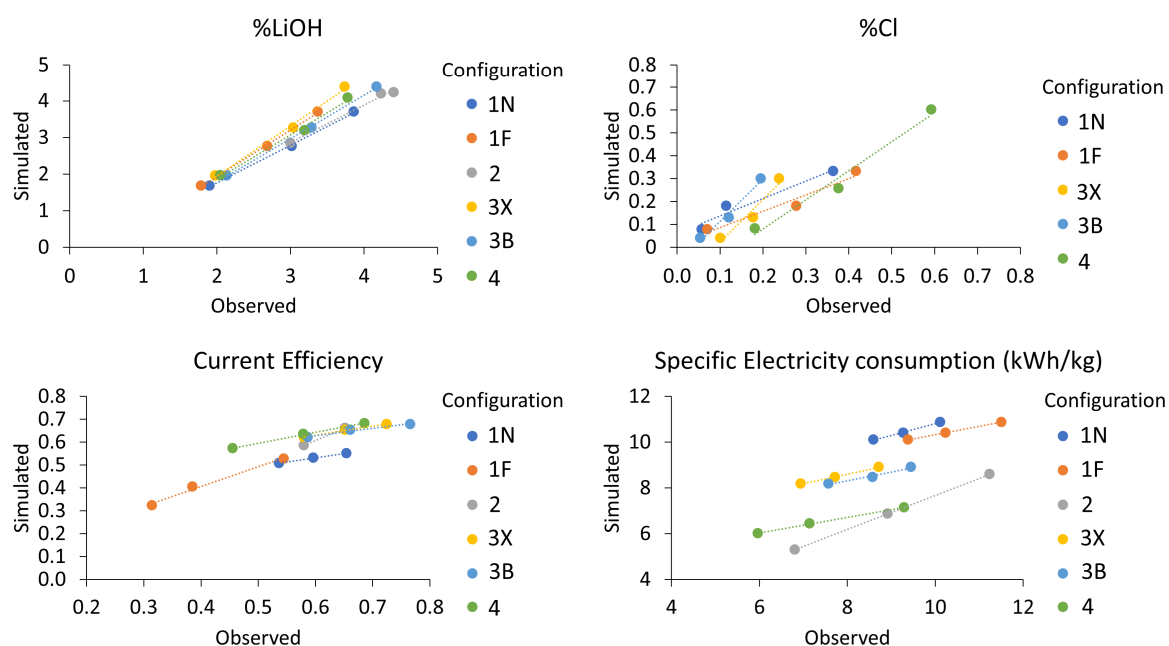 %LiOH
Simulated
5
4
3
2
1
0
0 1 2 3 4 5
Observed
Configuration
1N
1F
2
3X
3B
4
%Cl
Simulated
0.8
0.7
0.6
0.5
0.4
0.3
0.2
0.1
0
0.0 0.1 0.2 0.3 0.4 0.5 0.6 0.7 0.8
Observed
Configuration
1N
1F
3X
3B
4
Current Efficiency
Simulated
0.8
0.7
0.6
0.5
0.4
0.3
0.2
0.1
0.0
0.2 0.3 0.4 0.5 0.6 0.7 0.8
Observed
Configuration
1N
1F
2
3X
3B
4
Specific Electricity consumption (kWh/kg)
Simulated
12
10
8
6
4
4 6 8 10 12
Observed
Configuration
1N
1F
2
3X
3B
4